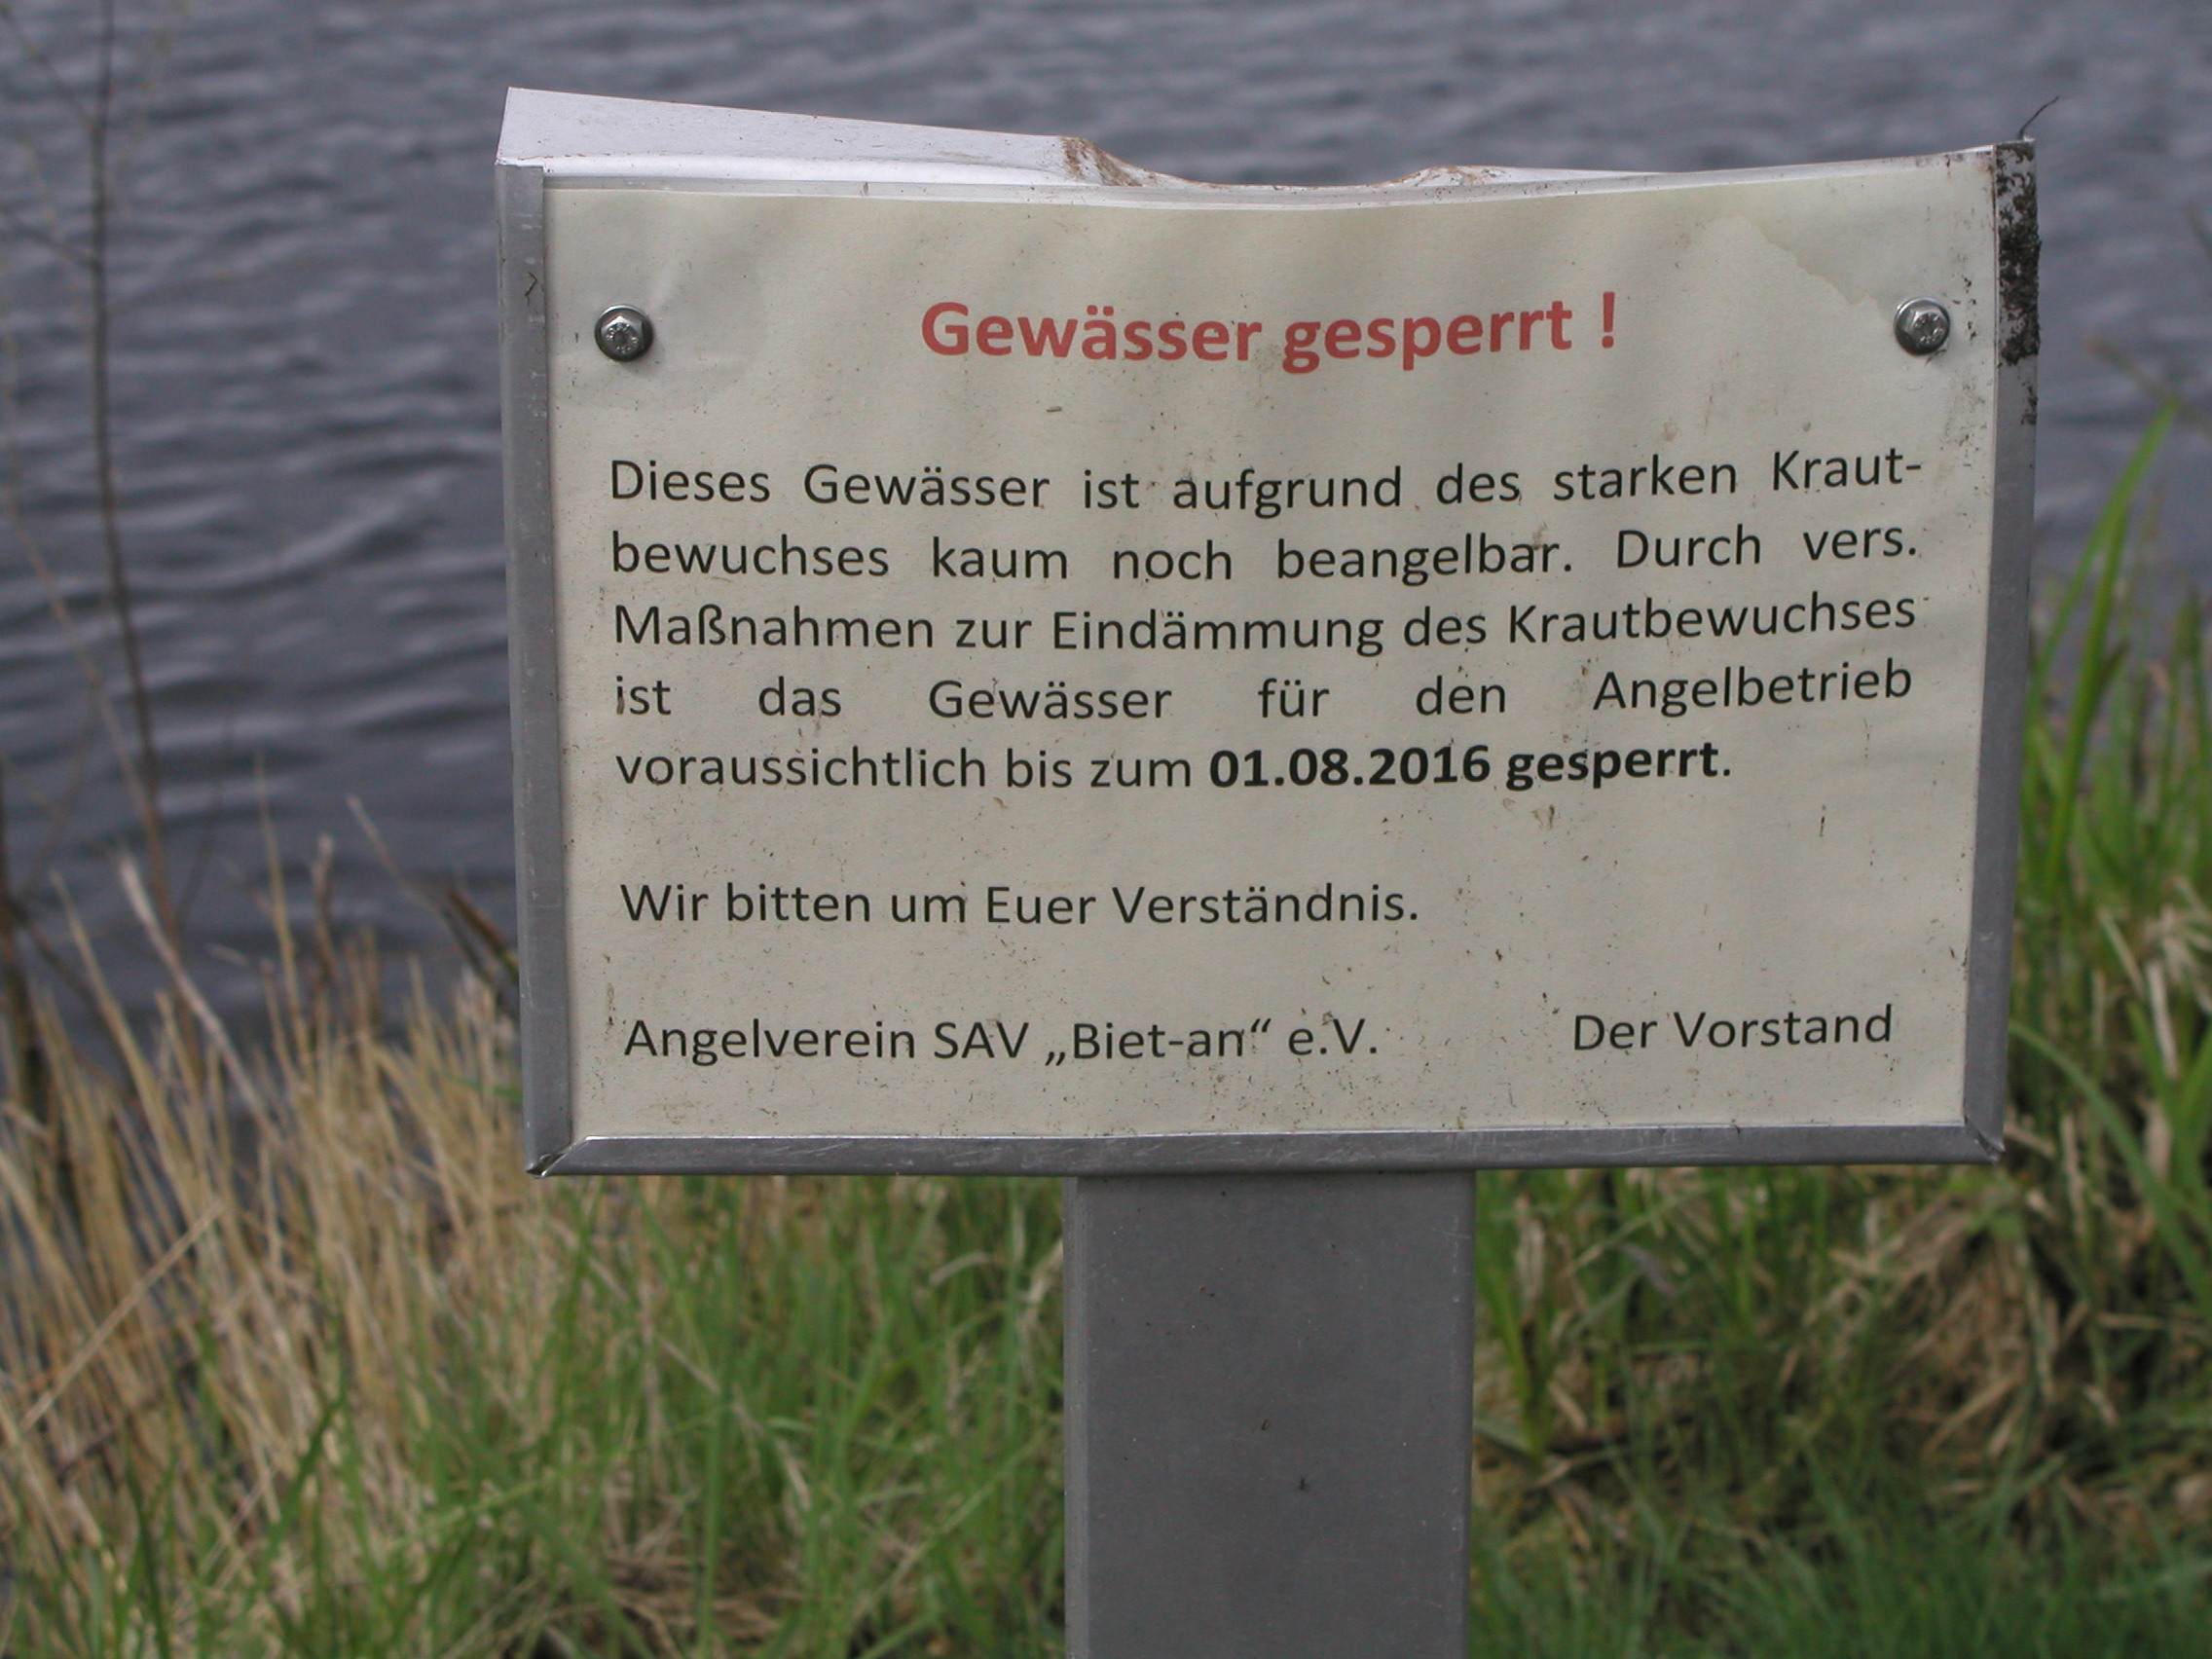 Gewässer gesperrt !
Dieses Gewässer ist aufgrund des starken Kraut-
bewuchses kaum noch beangelbar. Durch vers.
Maßnahmen zur Eindämmung des Krautbewuchses
ist das Gewässer für den Angelbetrieb
voraussichtlich bis zum 01.08.2016 gesperrt.
Wir bitten um Euer Verständnis.
Angelverein SAV „Biet-an“ e.V. Der Vorstand